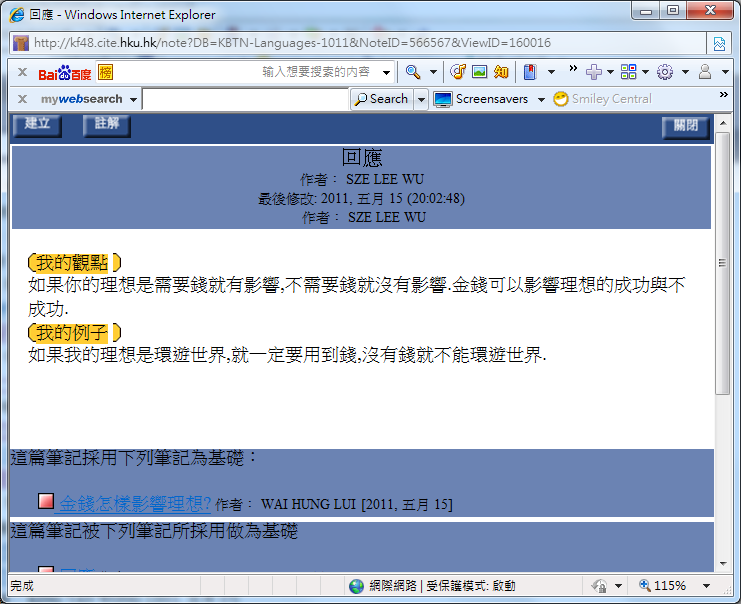 回應 - Windows Internet Explorer
http://kf48.cite.hku.hk/note?DB=KBTN-Languages-1011&NoteID=566567&ViewID=160016
x Bai百度 榜 輸入想要搜索的内容 知 »
x mywebsearch Search Screensavers Smiley Central »
建立 註解 關閉
回應
作者： SZE LEE WU
最後修改: 2011, 五月 15 (20:02:48)
作者： SZE LEE WU
(我的觀點 )
如果你的理想是需要錢就有影響,不需要錢就沒有影響.金錢可以影響理想的成功與不
成功.
(我的例子 )
如果我的理想是環遊世界,就一定要用到錢,沒有錢就不能環遊世界.
這篇筆記採用下列筆記為基礎：
金錢怎樣影響理想? 作者： WAI HUNG LUI [2011, 五月 15]
這篇筆記被下列筆記所採用做為基礎
完成 網際網路 | 受保護模式: 啟動 115%